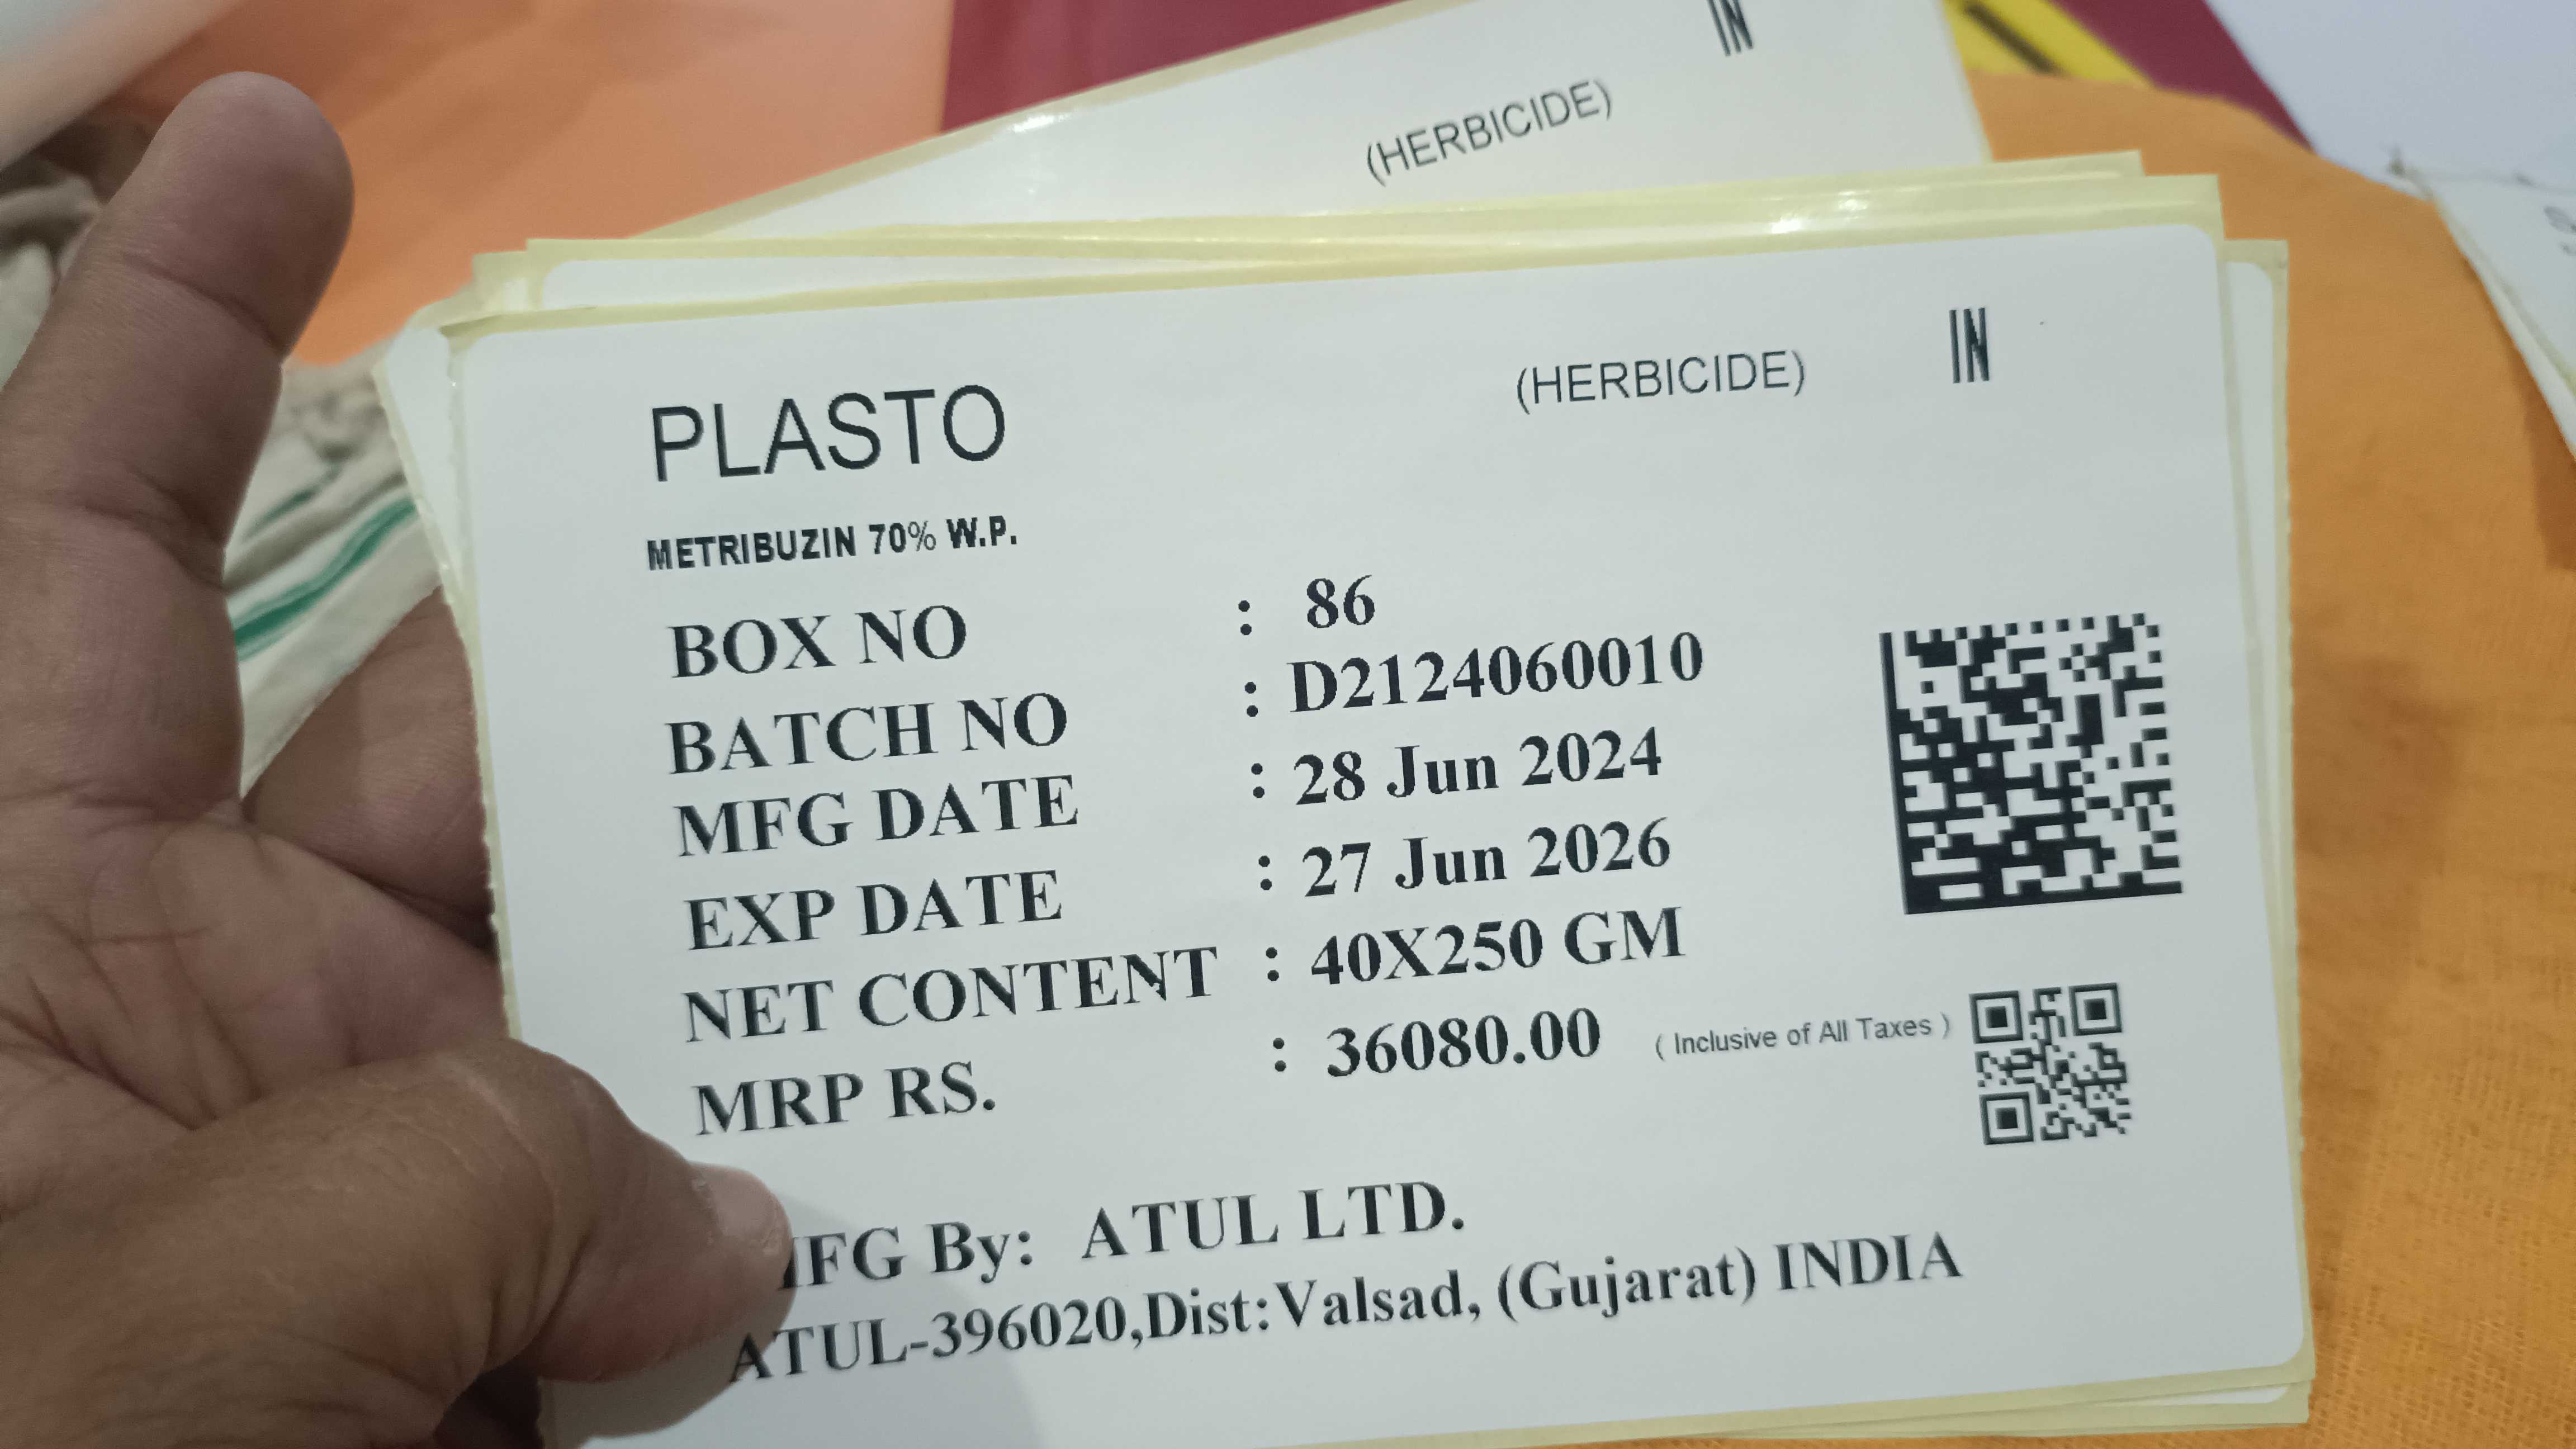 IN
(HERBICIDE)
PLASTO (HERBICIDE) IN
METRIBUZIN 70% W.P.
BOX NO : 86
BATCH NO : D2124060010
MFG DATE : 28 Jun 2024
EXP DATE : 27 Jun 2026
NET CONTENT : 40X250 GM
MRP RS. : 36080.00 ( Inclusive of All Taxes )
MFG By: ATUL LTD.
ATUL-396020,Dist:Valsad, (Gujarat) INDIA